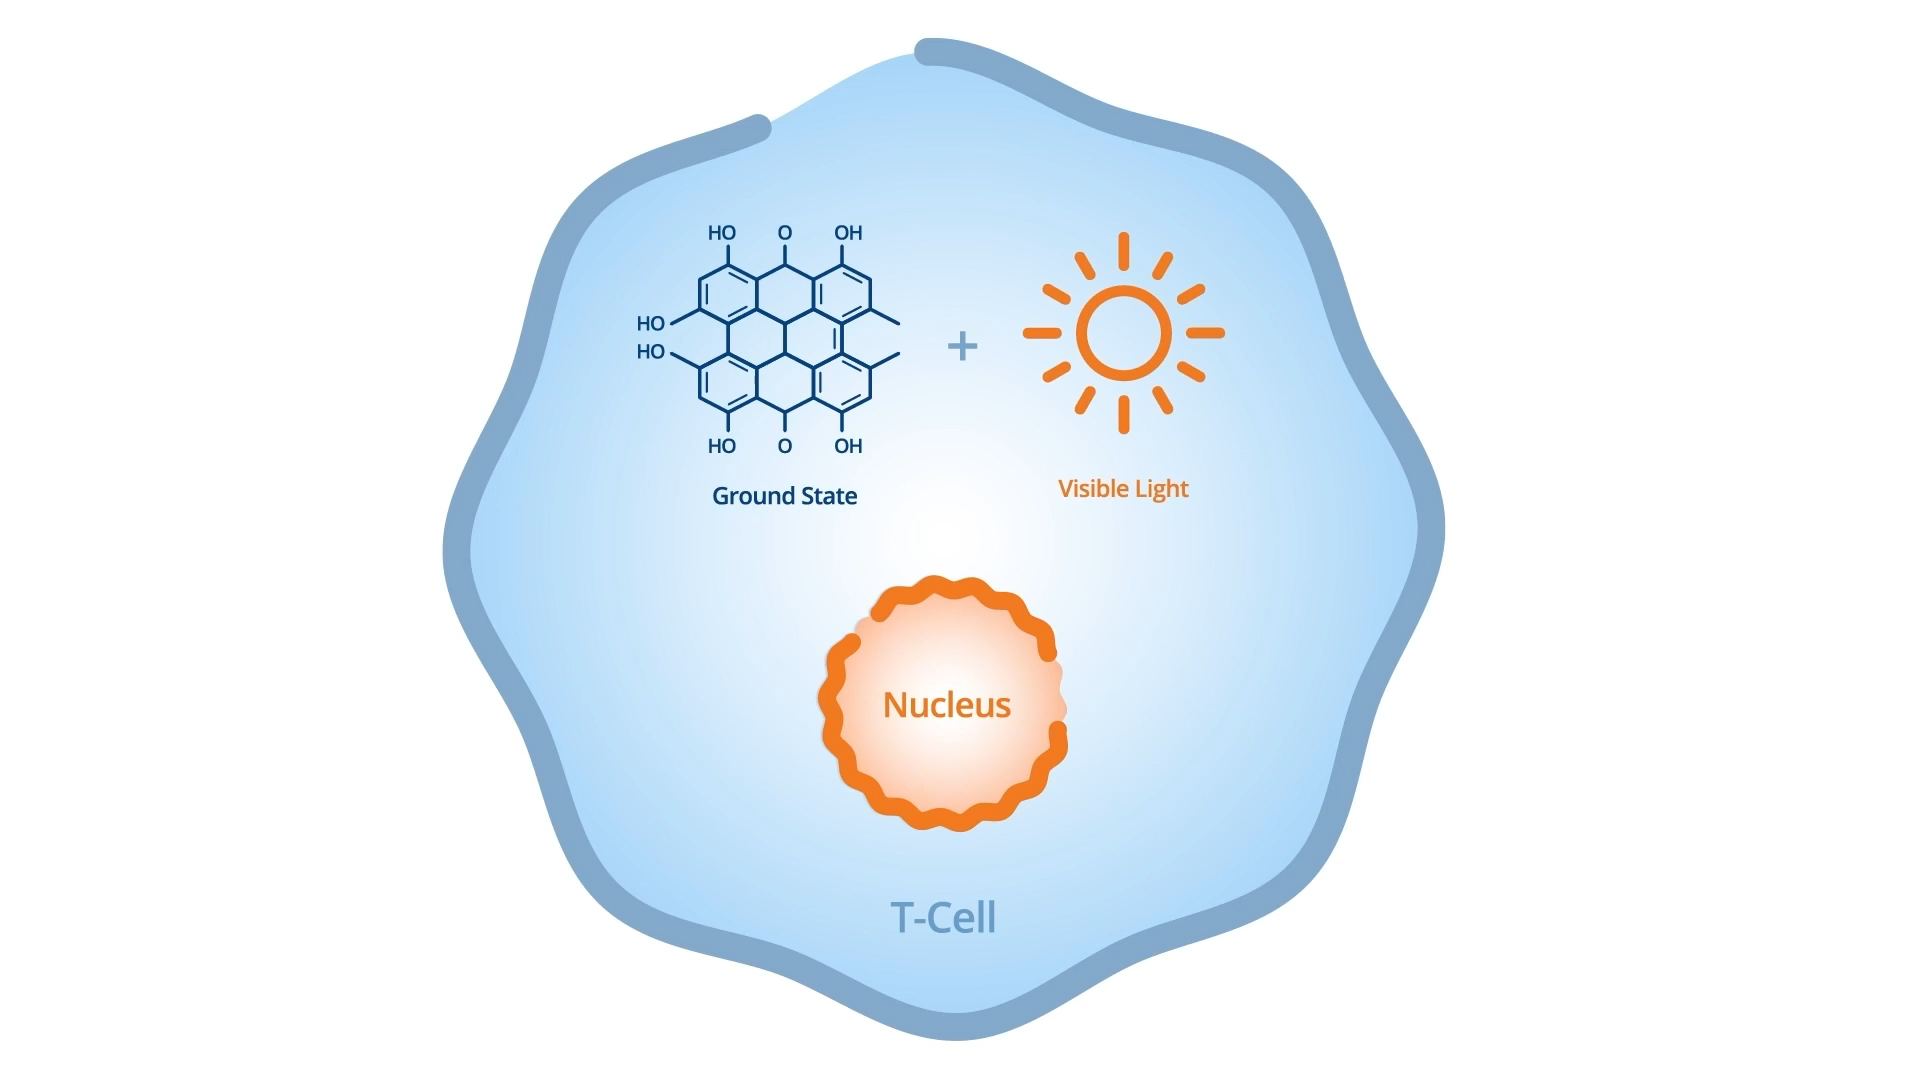 HO O OH
HO
HO
HO O OH
+
Ground State
Visible Light
Nucleus
T-Cell